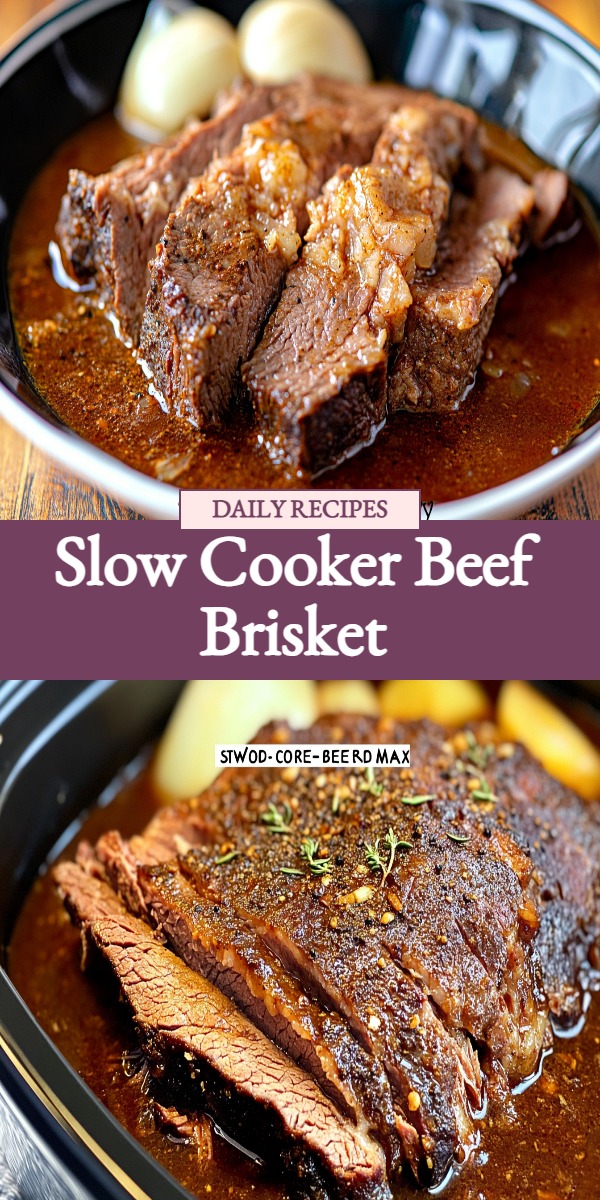 DAILY RECIPES
Slow Cooker Beef
Brisket
STWOD-CORE-BEERD MAX